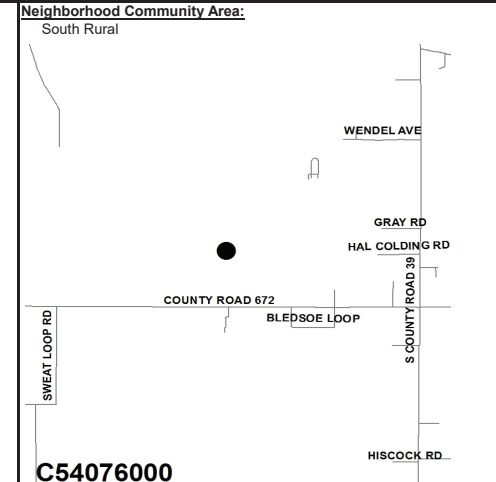 Neighborhood Community Area:
South Rural
WENDEL AVE
GRAY RD
HAL COLDING RD
S COUNTY ROAD 39
COUNTY ROAD 672
BLEDSOE LOOP
SWEAT LOOP RD
HISCOCK RD
C54076000